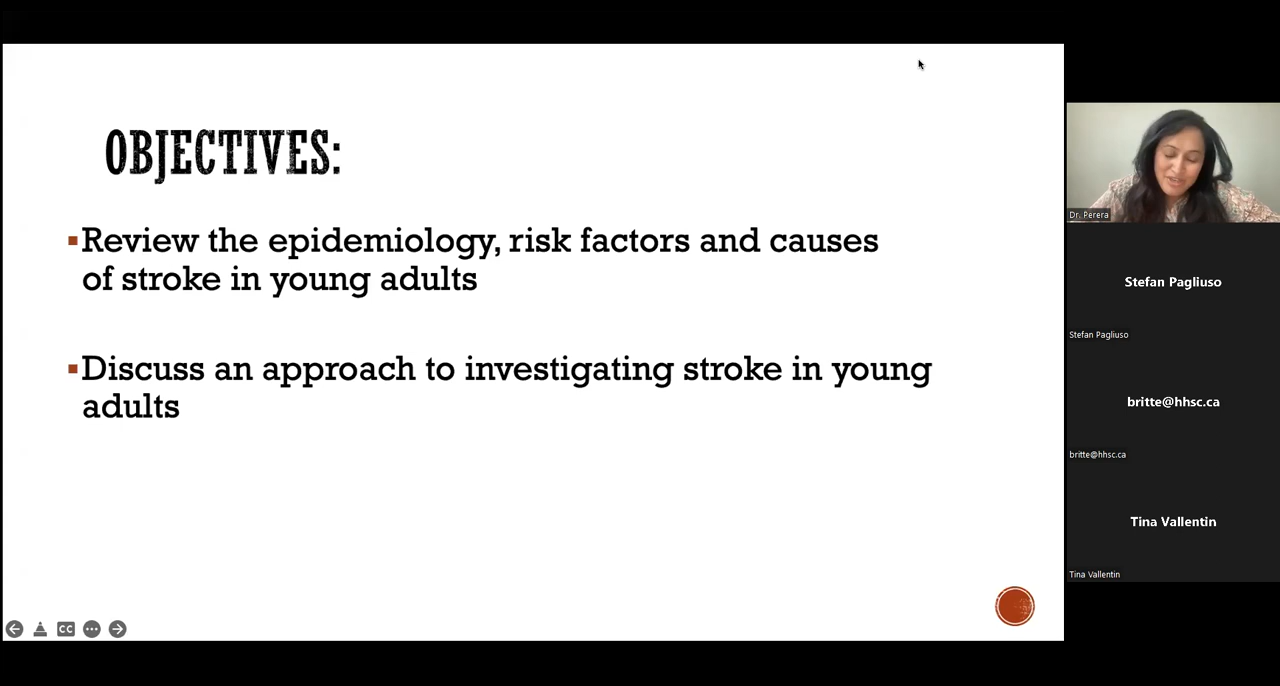 OBJECTIVES:
▪Review the epidemiology, risk factors and causes
of stroke in young adults
▪Discuss an approach to investigating stroke in young
adults
CC
Dr. Perera
Stefan Pagliuso
Stefan Pagliuso
britte@hhsc.ca
britte@hhsc.ca
Tina Vallentin
Tina Vallentin